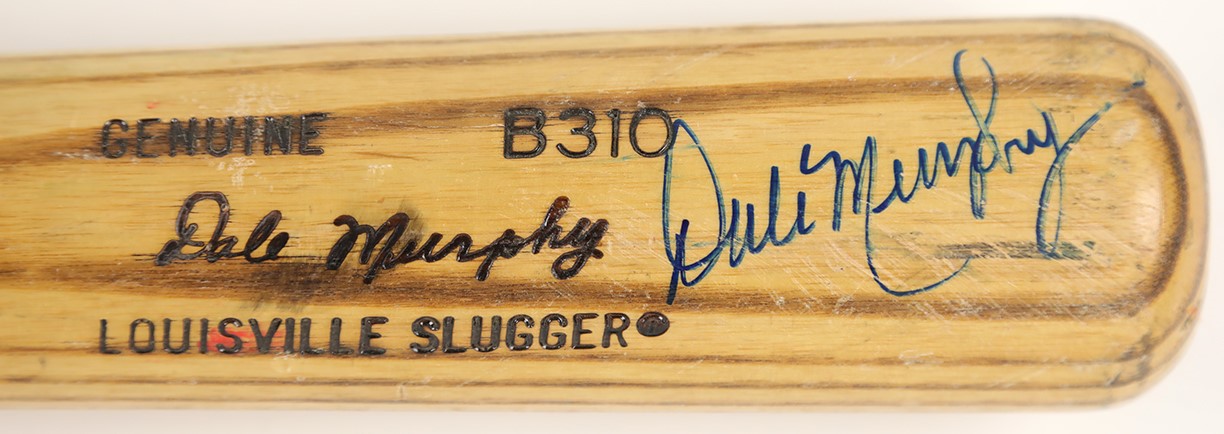 GENUINE B310
Dale Murphy
Dale Murphy
LOUISVILLE SLUGGER®